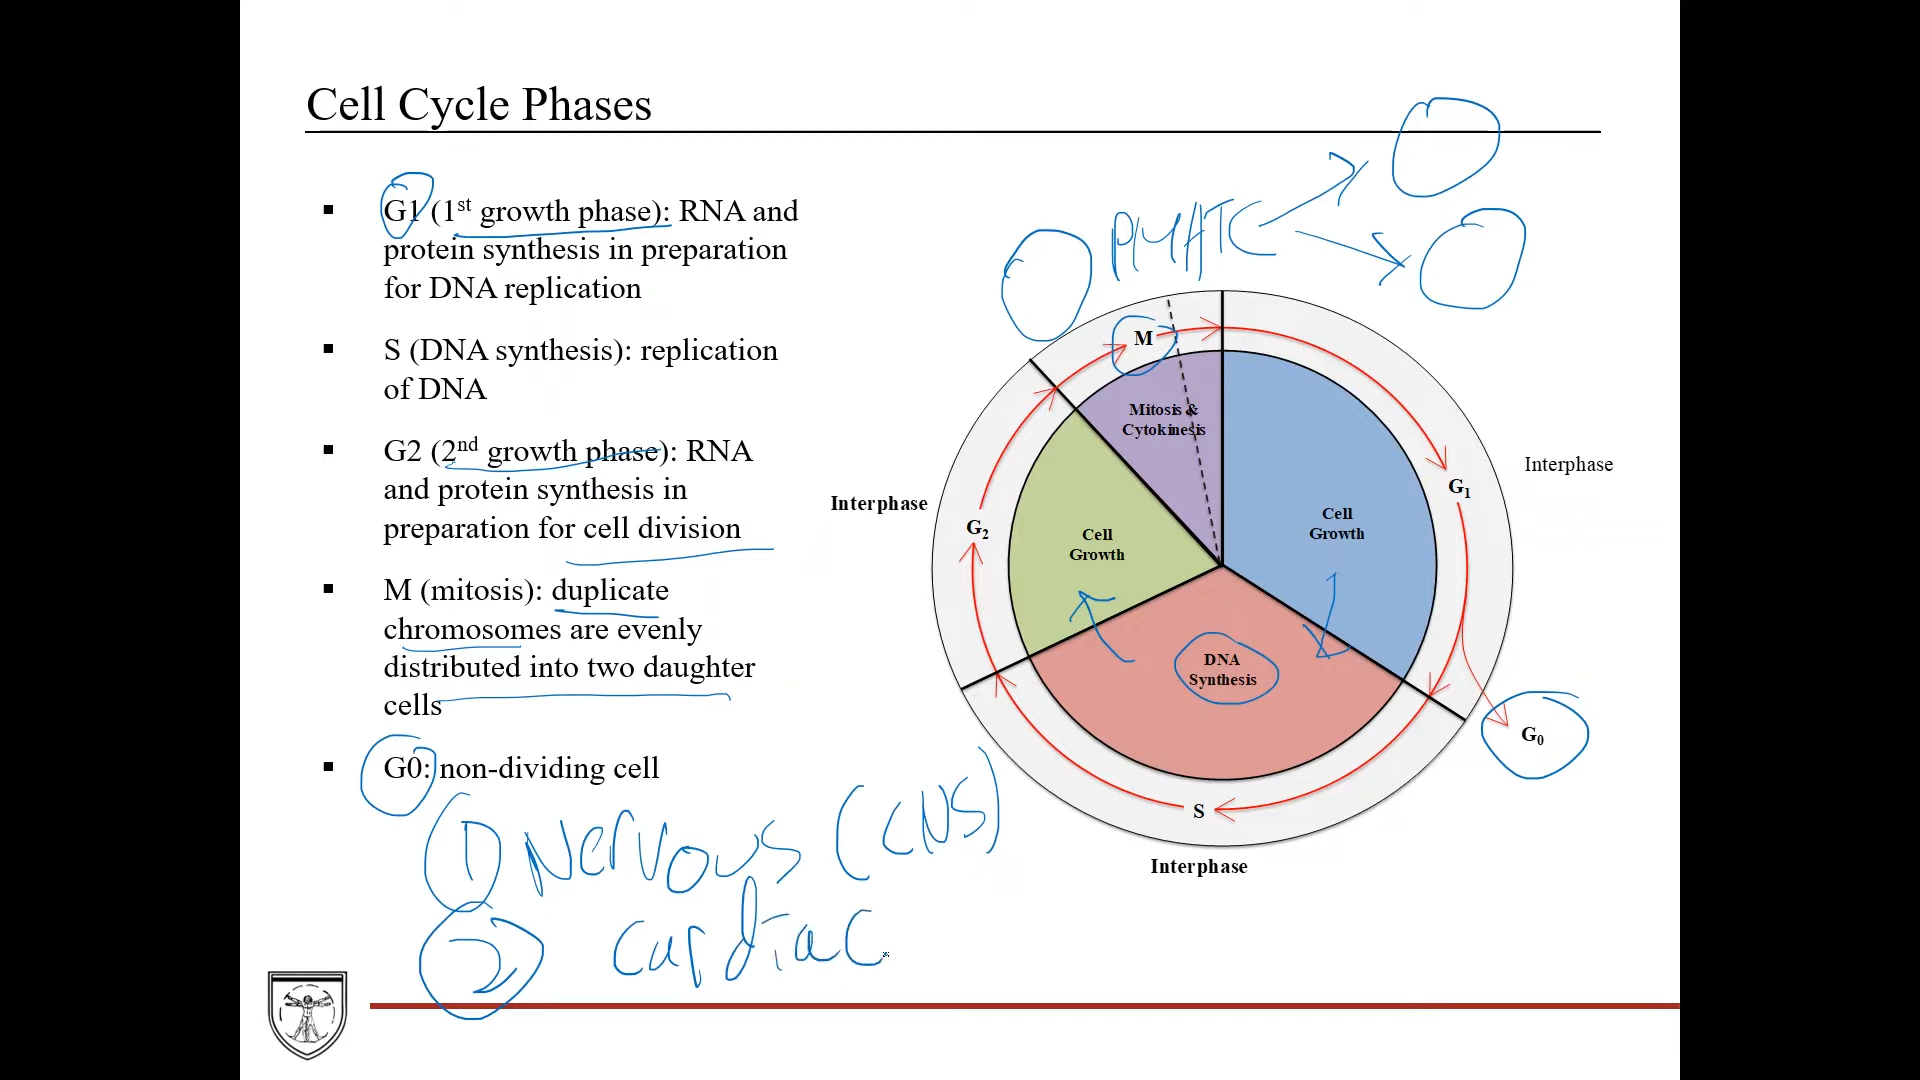 Cell Cycle Phases
G1 (1st growth phase): RNA and
protein synthesis in preparation
for DNA replication
S (DNA synthesis): replication
of DNA
G2 (2nd growth phase): RNA
and protein synthesis in
preparation for cell division
M (mitosis): duplicate
chromosomes are evenly
distributed into two daughter
cells
G0: non-dividing cell
1 Nervous (CNS)
2 Cardiac
PMATC
M
Mitosis &
Cytokinesis
G1
Interphase
Cell
Growth
Interphase
G2
Cell
Growth
DNA
Synthesis
G0
S
Interphase